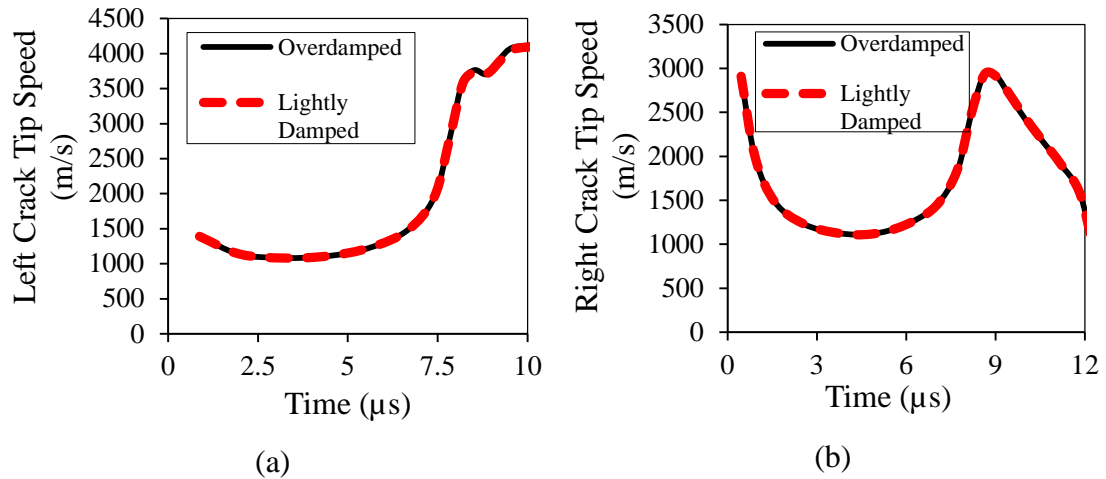 Left Crack Tip Speed
(m/s)
4500
4000
3500
3000
2500
2000
1500
1000
500
0
Overdamped
Lightly
Damped
0
2.5
5
7.5
10
Time (µs)
(a)
Right Crack Tip Speed
(m/s)
3500
3000
2500
2000
1500
1000
500
0
Overdamped
Lightly
Damped
0
3
6
9
12
Time (µs)
(b)